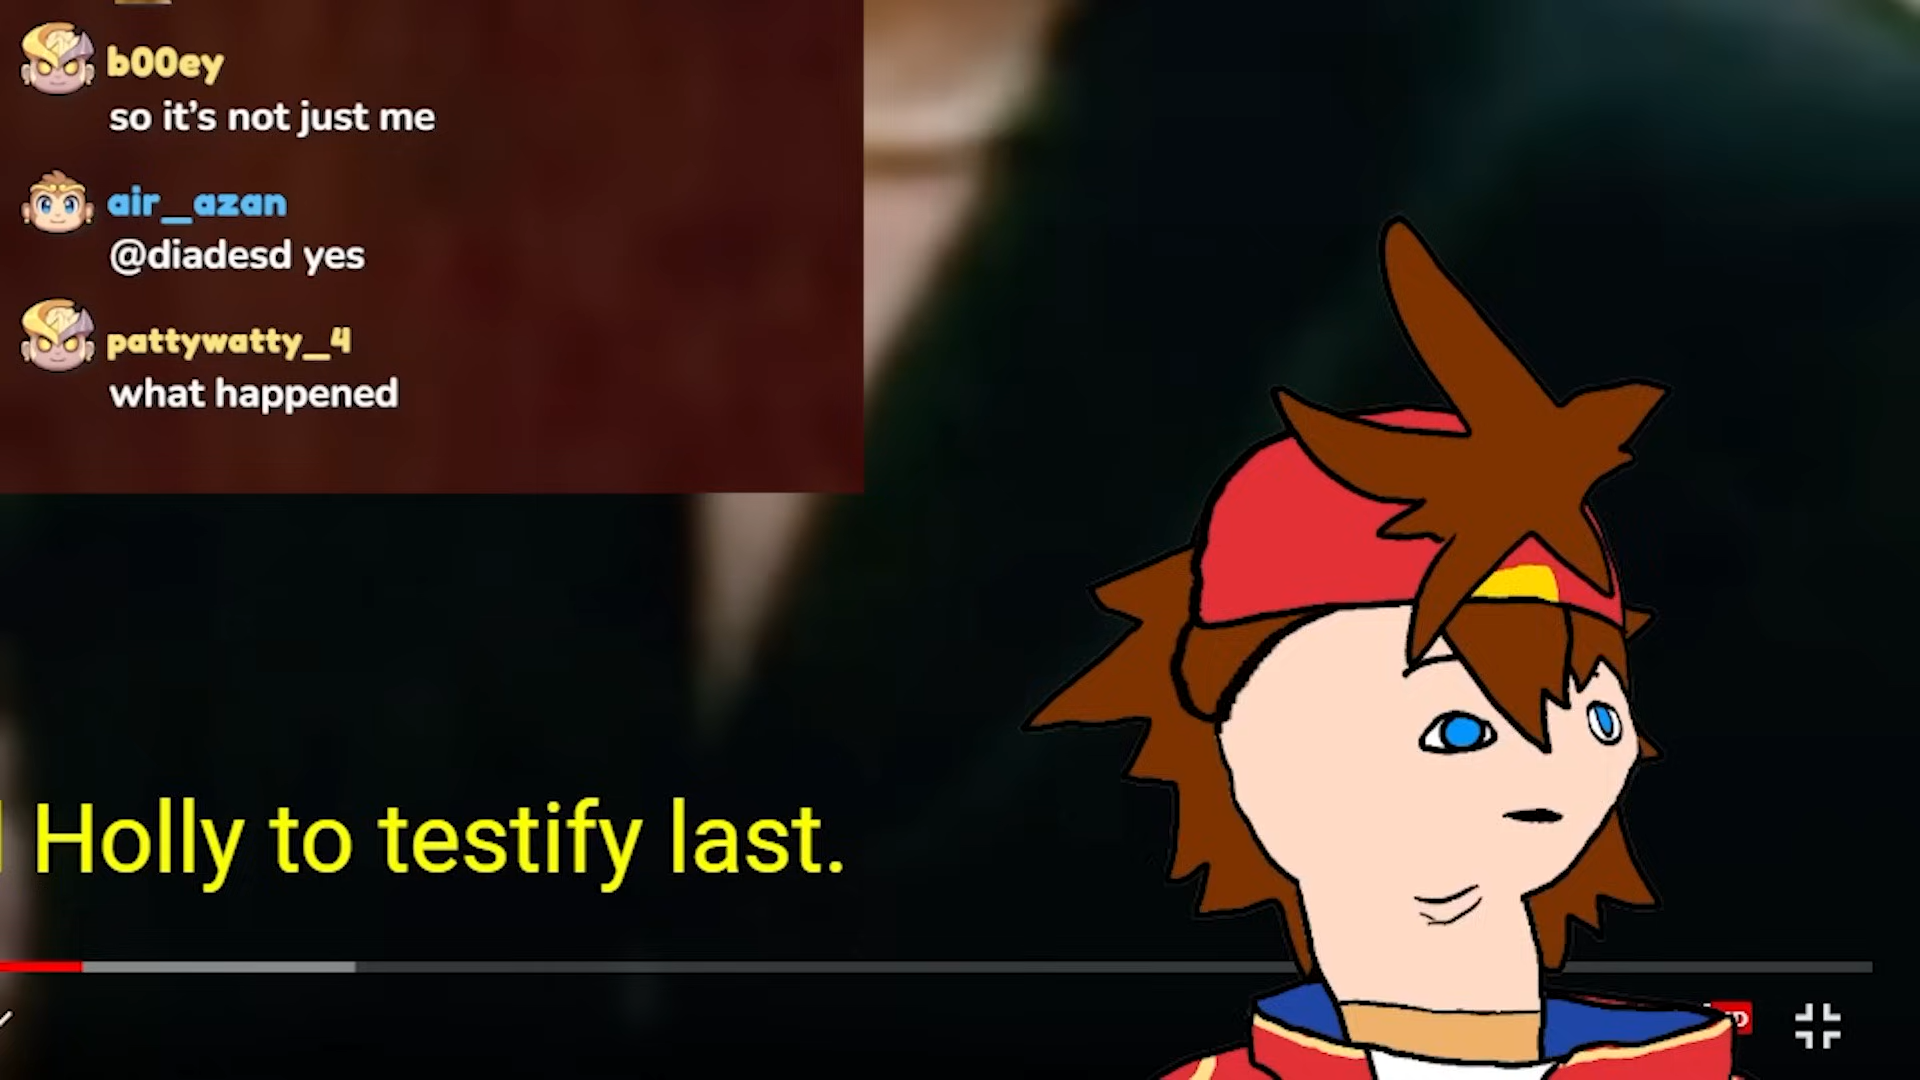 b00ey
so it's not just me
air_azan
@diadesd yes
pattywatty_4
what happened
Holly to testify last.